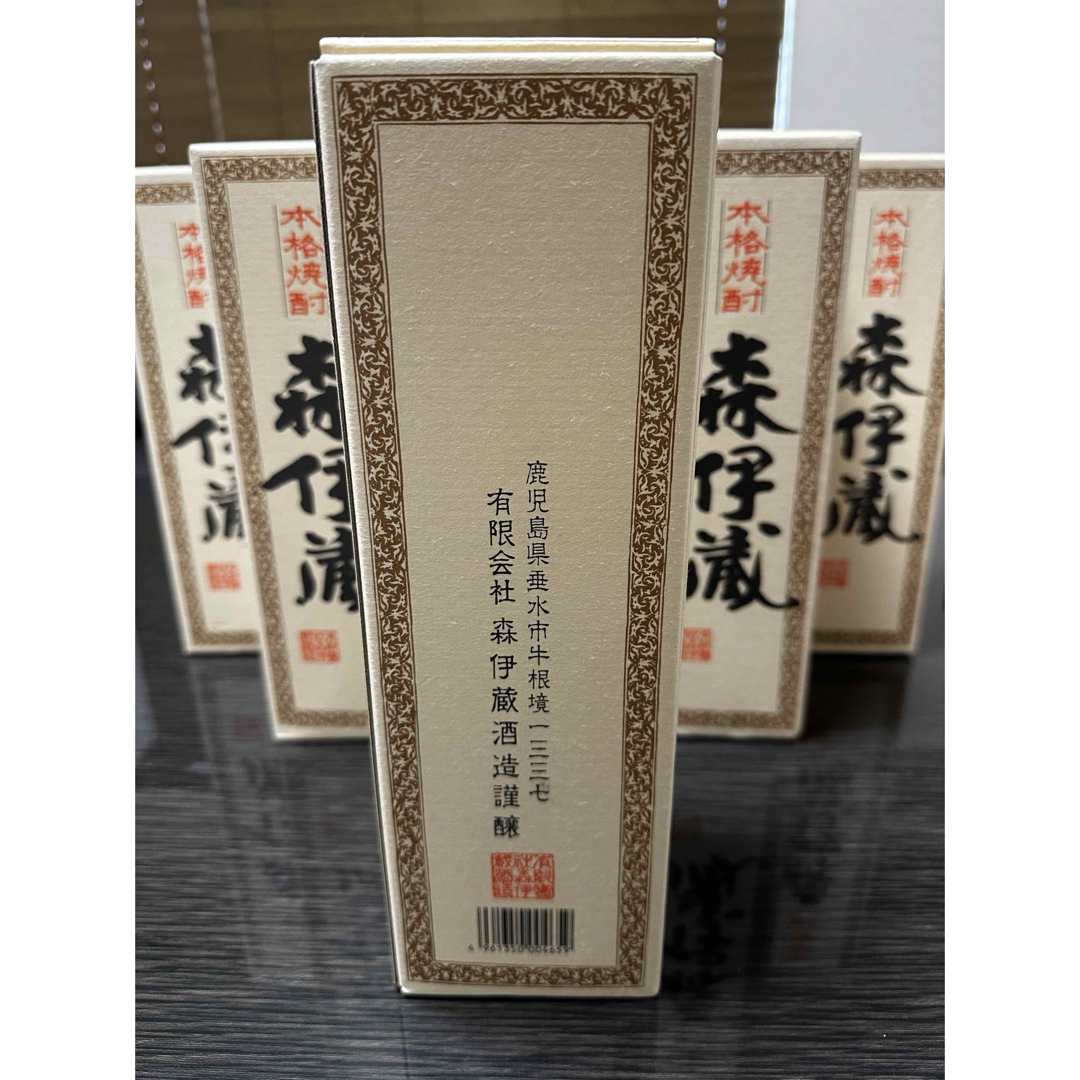 鹿児島県垂水市牛根境一三三七
有限会社 森伊蔵酒造謹醸
本格焼酎
森伊蔵
本格焼酎
森伊蔵
本格焼酎
森伊蔵
本格焼酎
森伊蔵